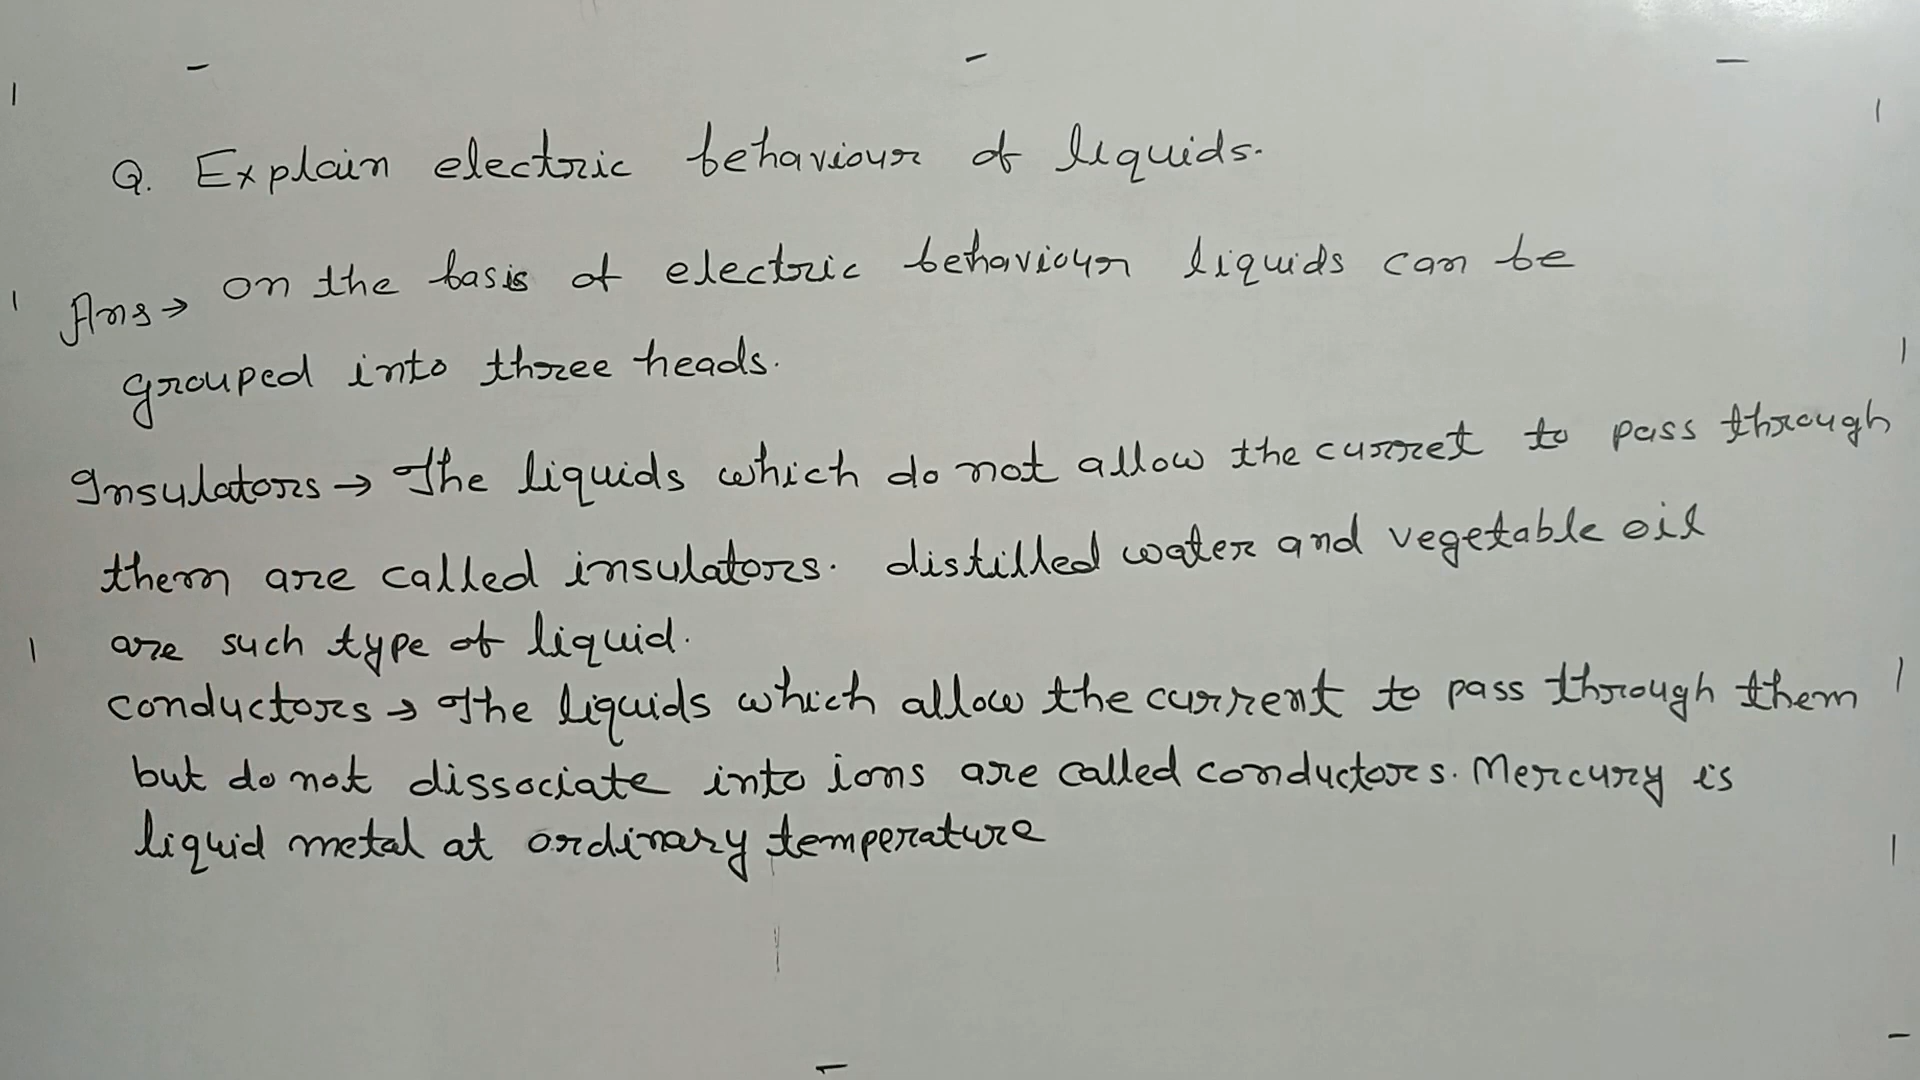 Q. Explain electric behaviour of liquids.
Ans → on the basis of electric behaviour liquids can be
grouped into three heads.
Insulators → The liquids which do not allow the curret to pass through
them are called insulators. distilled water and vegetable oil
are such type of liquid.
conductors → The liquids which allow the current to pass through them
but do not dissociate into ions are called conductors. Mercury is
liquid metal at ordinary temperature